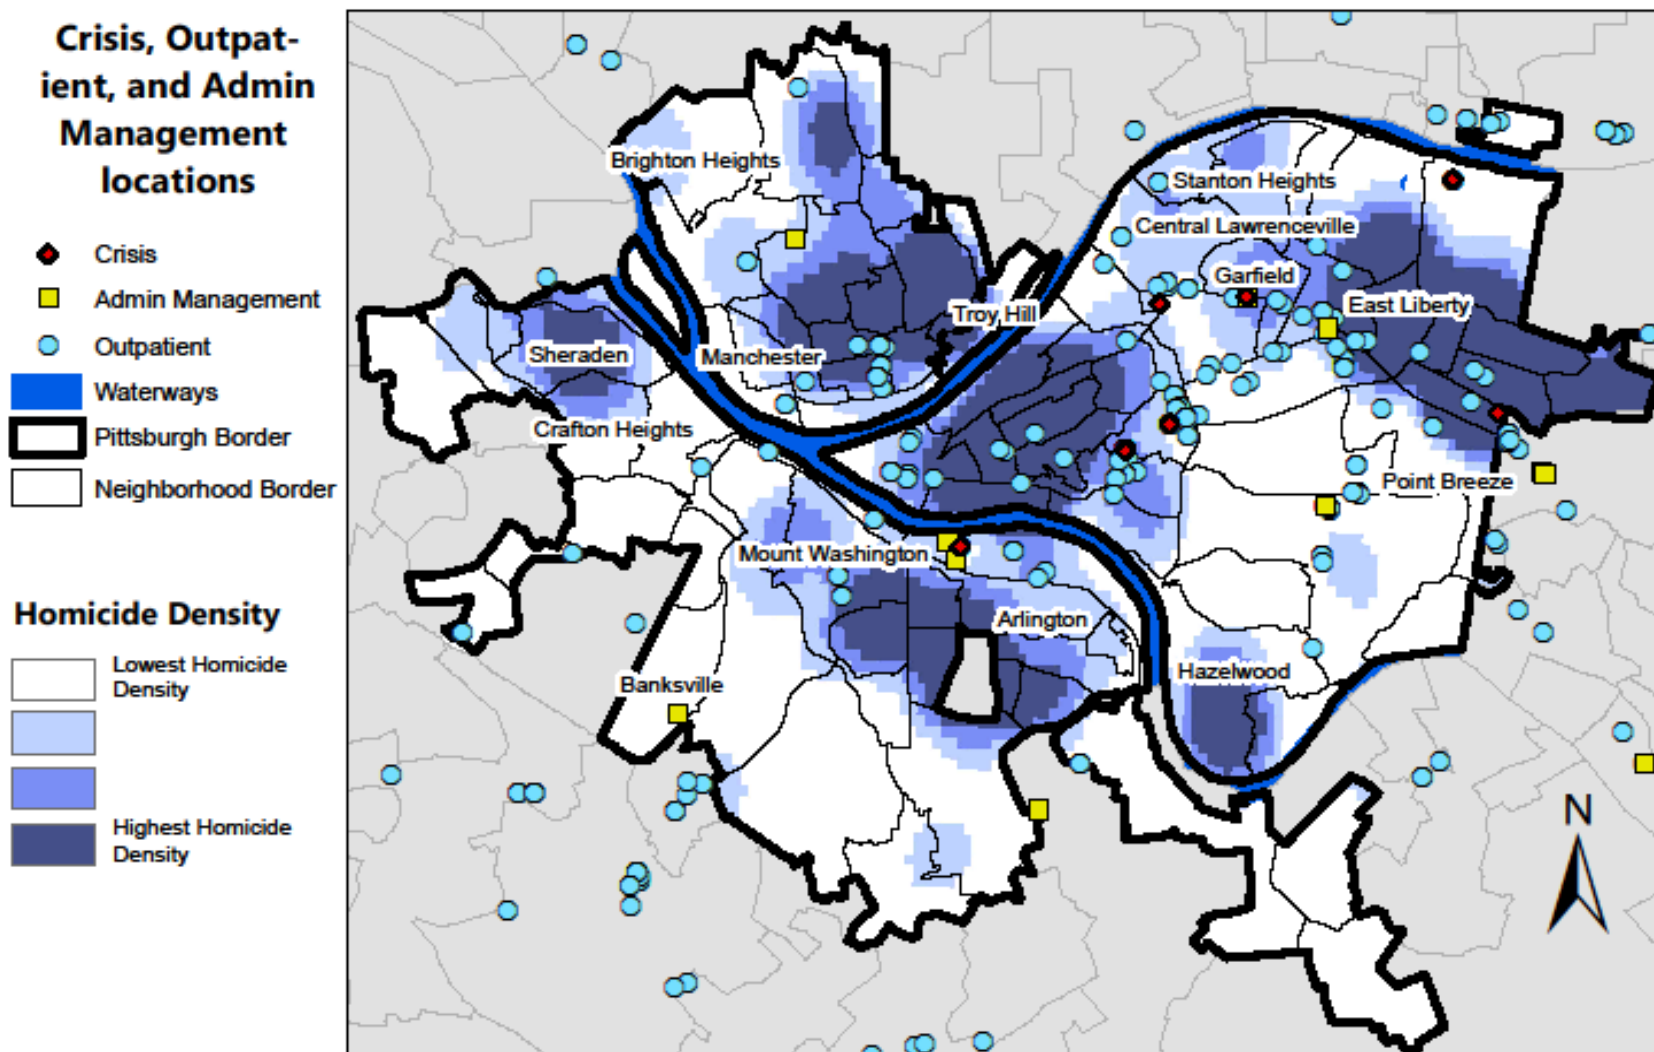 Crisis, Outpat-
ient, and Admin
Management
locations
Crisis
Admin Management
Outpatient
Waterways
Pittsburgh Border
Neighborhood Border
Homicide Density
Lowest Homicide
Density
Highest Homicide
Density
Brighton Heights
Stanton Heights
Central Lawrenceville
Garfield
East Liberty
Troy Hill
Sheraden
Manchester
Crafton Heights
Point Breeze
Mount Washington
Arlington
Hazelwood
Banksville
N